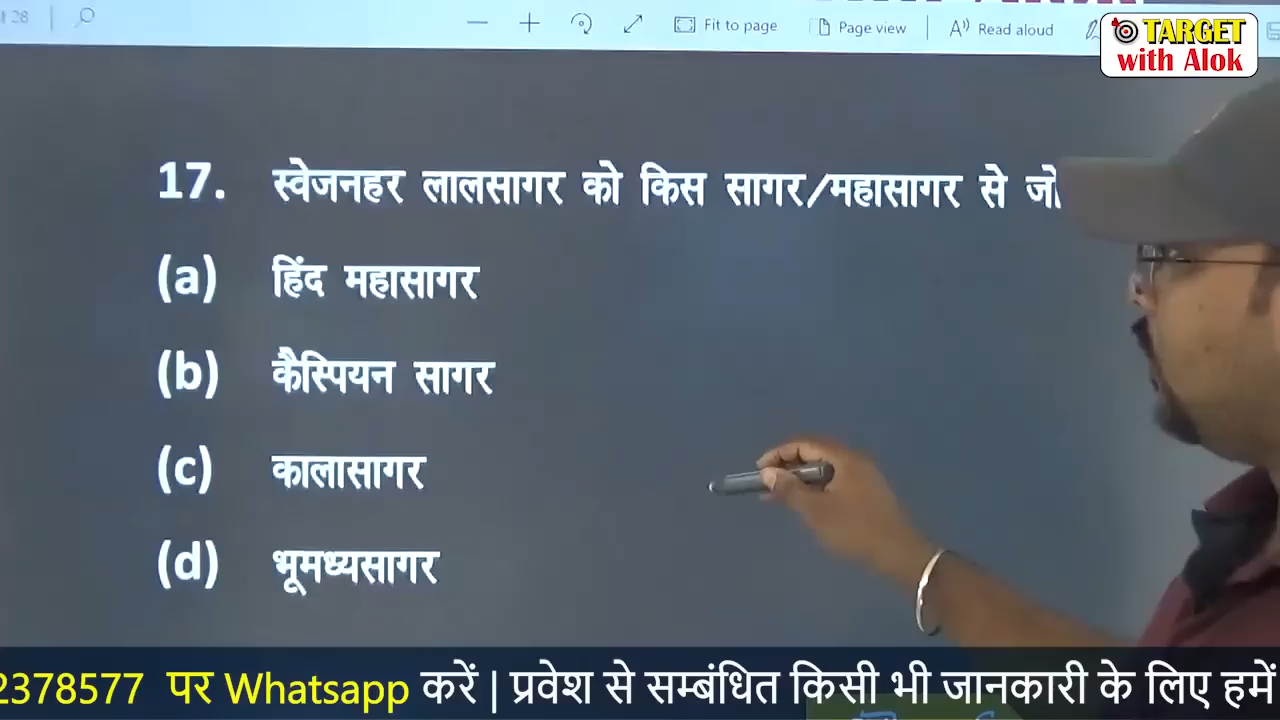 28
Fit to page
Page view
Read aloud
TARGET
with Alok
17. स्वेजनहर लालसागर को किस सागर/महासागर से जो
(a) हिंद महासागर
(b) कैस्पियन सागर
(c) कालासागर
(d) भूमध्यसागर
2378577 पर Whatsapp करें | प्रवेश से सम्बंधित किसी भी जानकारी के लिए हमें